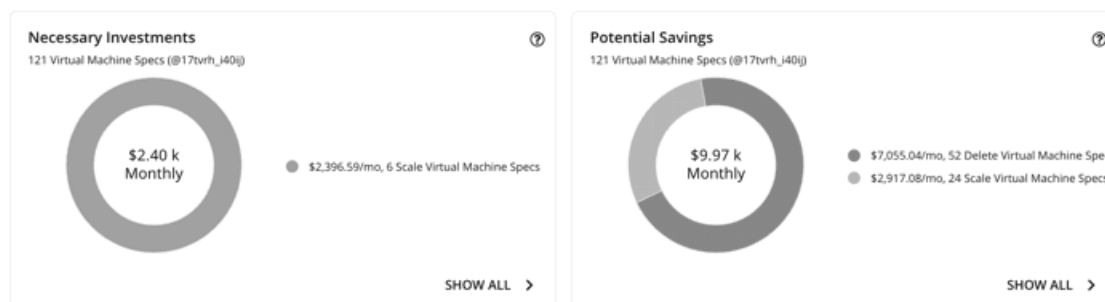 Necessary Investments
121 Virtual Machine Specs (@17tvrh_i40ij)
$2.40 k
Monthly
$2,396.59/mo, 6 Scale Virtual Machine Specs
SHOW ALL
Potential Savings
121 Virtual Machine Specs (@17tvrh_i40ij)
$9.97 k
Monthly
$7,055.04/mo, 52 Delete Virtual Machine Spe
$2,917.08/mo, 24 Scale Virtual Machine Specs
SHOW ALL